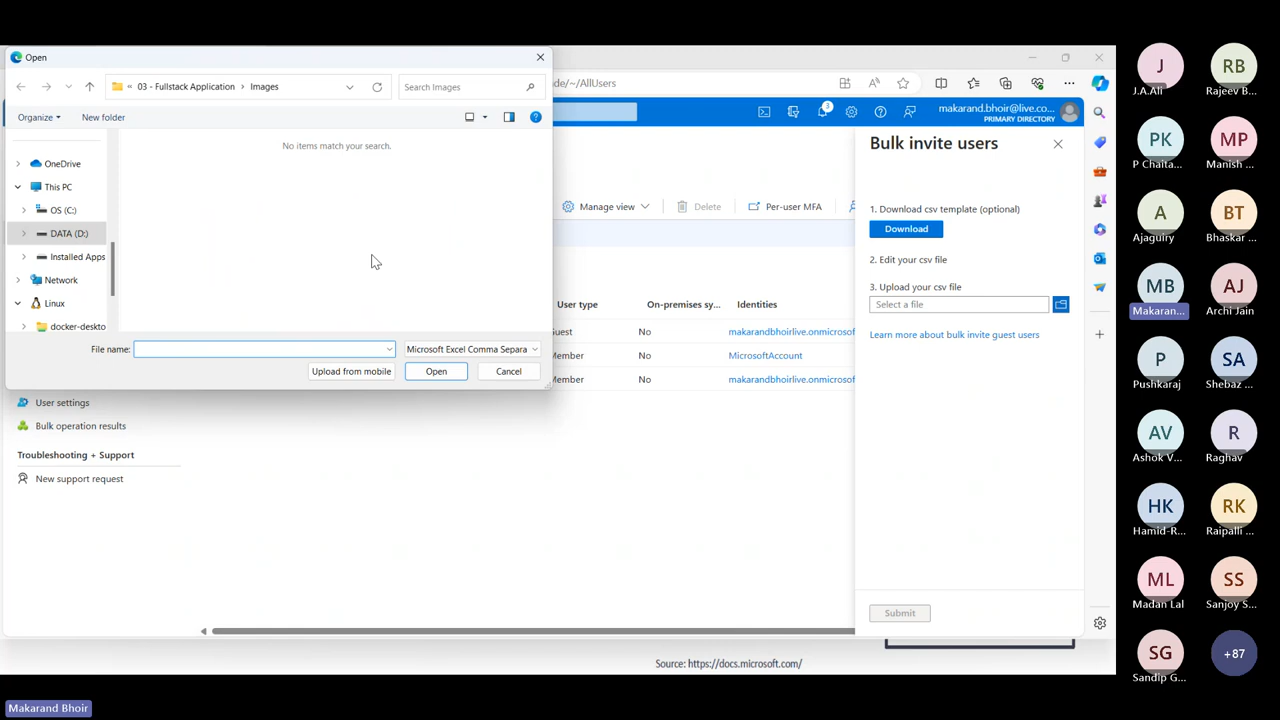 Open
03 - Fullstack Application > Images
Search Images
Organize
New folder
OneDrive
This PC
OS (C:)
DATA (D:)
Installed Apps
Network
Linux
docker-deskto
No items match your search.
File name:
Microsoft Excel Comma Separa
Upload from mobile
Open
Cancel
de/~/AllUsers
3
makarand.bhoir@live.co...
PRIMARY DIRECTORY
Manage view
Delete
Per-user MFA
User type
On-premises sy...
Identities
Guest
No
makarandbhoirlive.onmicrosof
Member
No
MicrosoftAccount
Member
No
makarandbhoirlive.onmicrosof
User settings
Bulk operation results
Troubleshooting + Support
New support request
Bulk invite users
1. Download csv template (optional)
Download
2. Edit your csv file
3. Upload your csv file
Select a file
Learn more about bulk invite guest users
Submit
Source: https://docs.microsoft.com/
J
J.A.Ali
RB
Rajeev B...
PK
P Chaita...
MP
Manish ...
A
Ajaguiry
BT
Bhaskar ...
MB
Makaran...
AJ
Archi Jain
P
Pushkaraj
SA
Shebaz ...
AV
Ashok V...
R
Raghav
HK
Hamid-R...
RK
Raipalli ...
ML
Madan Lal
SS
Sanjoy S...
SG
Sandip G...
+87
Makarand Bhoir